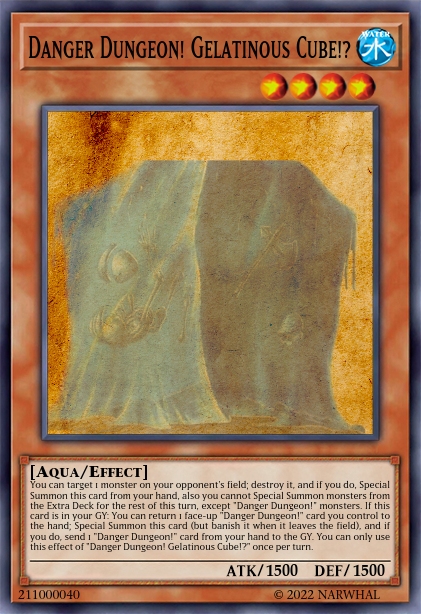 Danger Dungeon! Gelatinous Cube!?
WATER
水
[Aqua/Effect]
You can target 1 monster on your opponent's field; destroy it, and if you do, Special
Summon this card from your hand, also you cannot Special Summon monsters from
the Extra Deck for the rest of this turn, except "Danger Dungeon!" monsters. If this
card is in your GY: You can return 1 face-up "Danger Dungeon!" card you control to
the hand; Special Summon this card (but banish it when it leaves the field), and if
you do, send 1 "Danger Dungeon!" card from your hand to the GY. You can only use
this effect of "Danger Dungeon! Gelatinous Cube!?" once per turn.
ATK/1500 DEF/1500
211000040 © 2022 NARWHAL